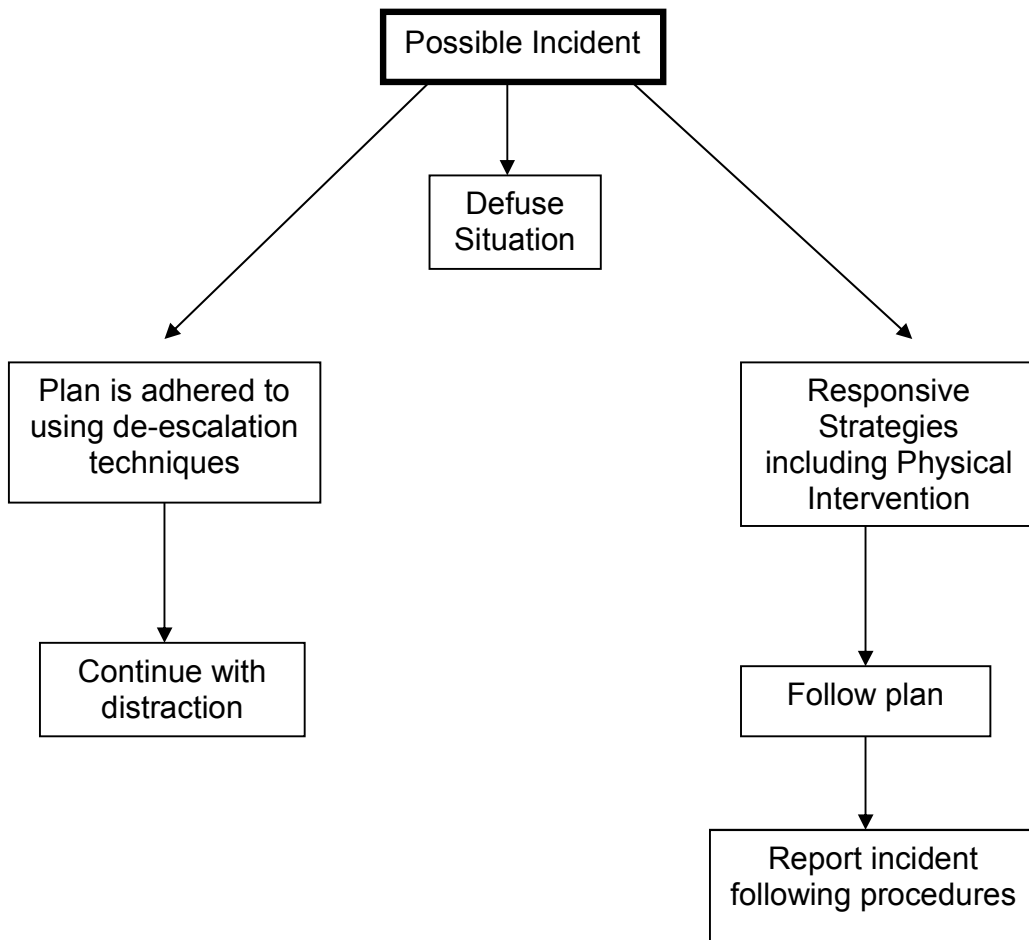 Possible Incident
Defuse
Situation
Plan is adhered to
using de-escalation
techniques
Responsive
Strategies
including Physical
Intervention
Continue with
distraction
Follow plan
Report incident
following procedures